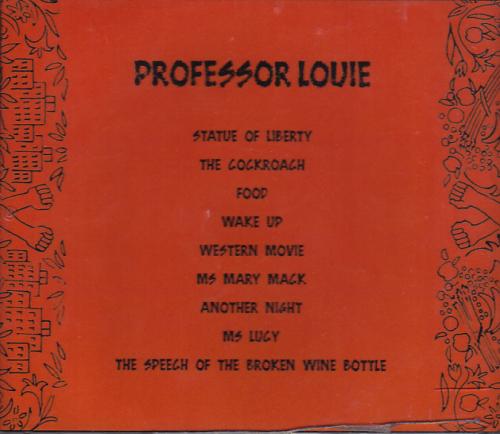 PROFESSOR LOUIE
STATUE OF LIBERTY
THE COCKROACH
FOOD
WAKE UP
WESTERN MOVIE
MS MARY MACK
ANOTHER NIGHT
MS LUCY
THE SPEECH OF THE BROKEN WINE BOTTLE